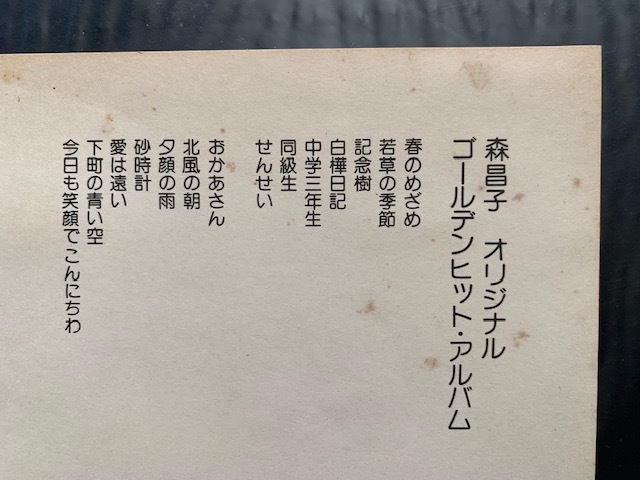 森昌子 オリジナル
ゴールデンヒット・アルバム
春のめざめ
若草の季節
記念樹
白樺日記
中学三年生
同級生
せんせい
おかあさん
北風の朝
夕顔の雨
砂時計
愛は遠い
下町の青い空
今日も笑顔でこんにちわ